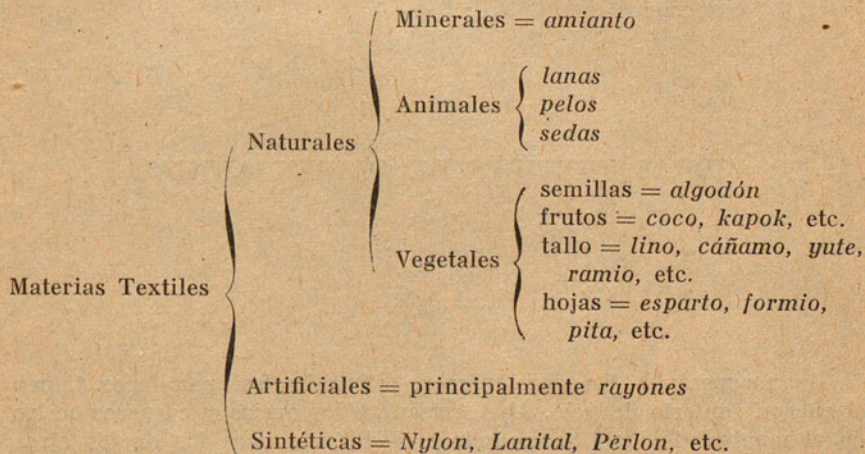 Minerales = amianto
lanas
Animales
pelos
sedas
Naturales
semillas = algodón
frutos = coco, kapok, etc.
tallo = lino, cáñamo, yute,
Vegetales
ramio, etc.
Materias Textiles
hojas = esparto, formio,
pita, etc.
Artificiales = principalmente rayones
Sintéticas = Nylon, Lanital, Perlon, etc.